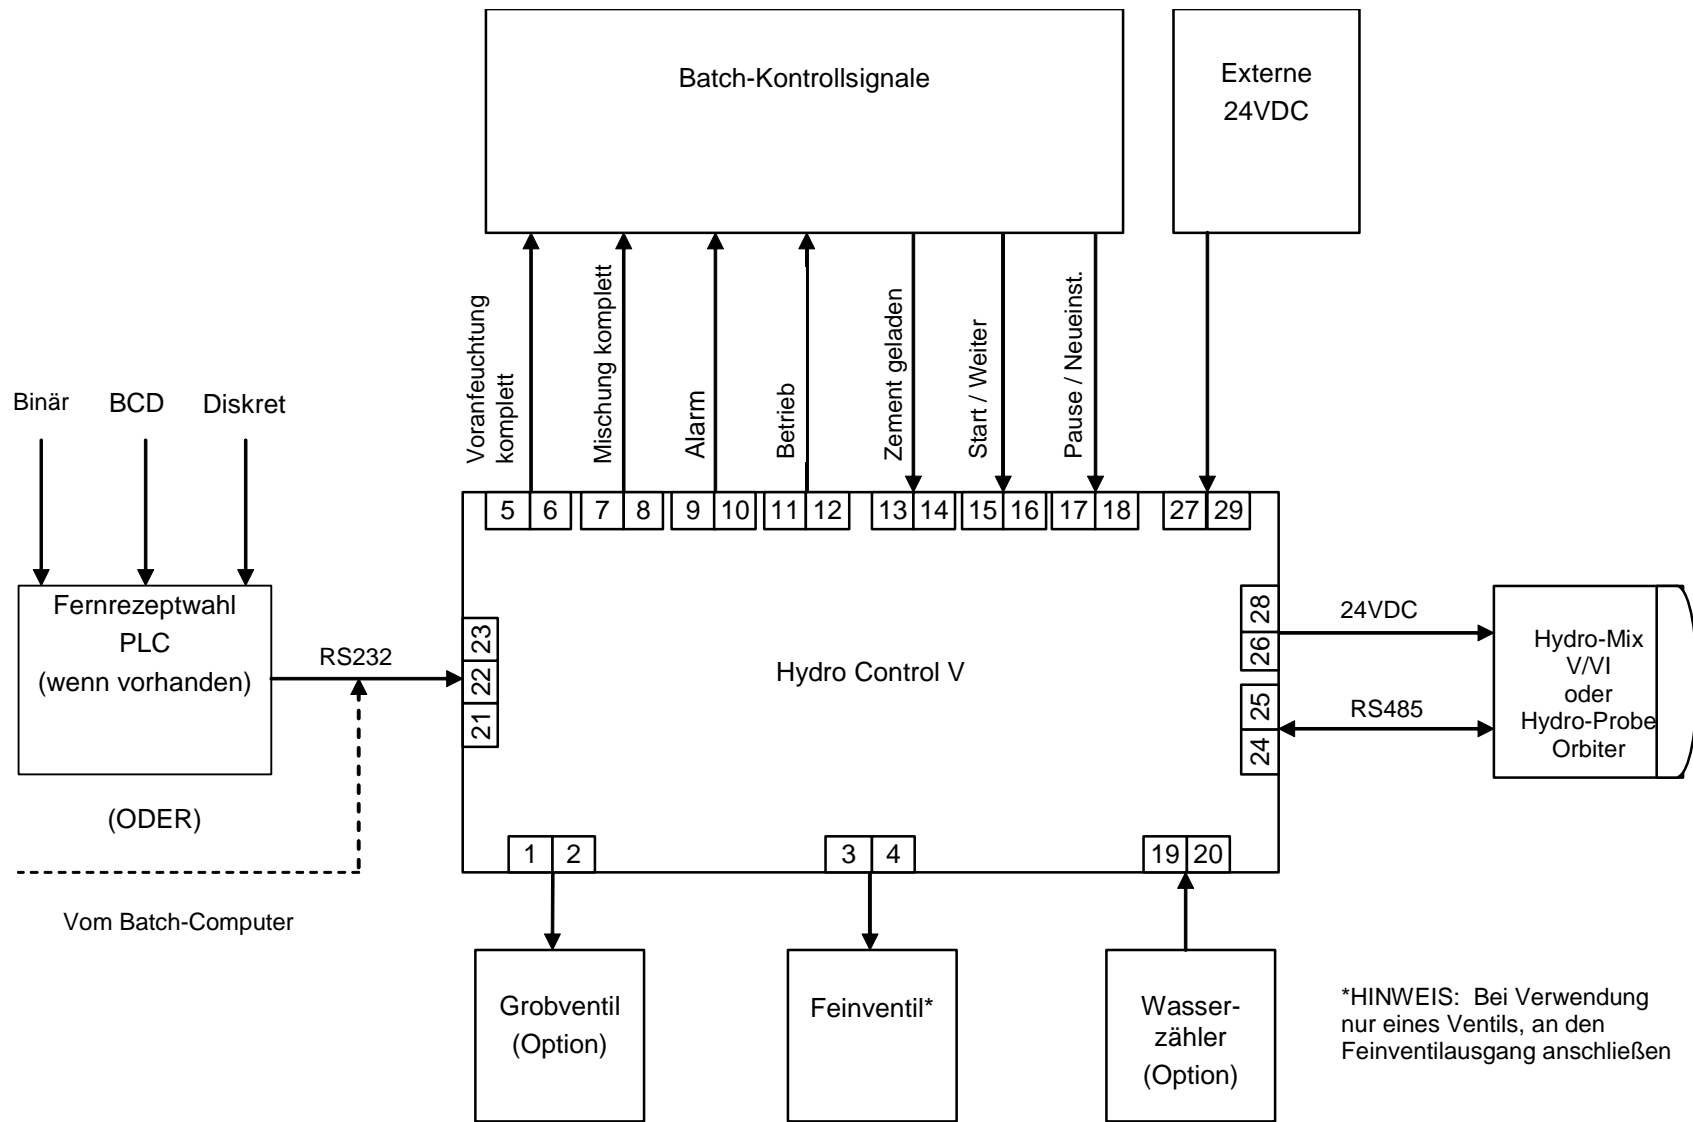 Batch-Kontrollsignale
Externe
24VDC
Voranfeuchtung
komplett
Mischung komplett
Alarm
Betrieb
Zement geladen
Start / Weiter
Pause / Neueinst.
Binär
BCD
Diskret
5 6
7 8
9 10
11 12
13 14
15 16
17 18
27 29
Fernrezeptwahl
PLC
(wenn vorhanden)
RS232
23
22
21
Hydro Control V
28
26
25
24
24VDC
RS485
Hydro-Mix
V/VI
oder
Hydro-Probe
Orbiter
(ODER)
Vom Batch-Computer
1 2
3 4
19 20
Grobventil
(Option)
Feinventil*
Wasser-
zähler
(Option)
*HINWEIS: Bei Verwendung
nur eines Ventils, an den
Feinventilausgang anschließen